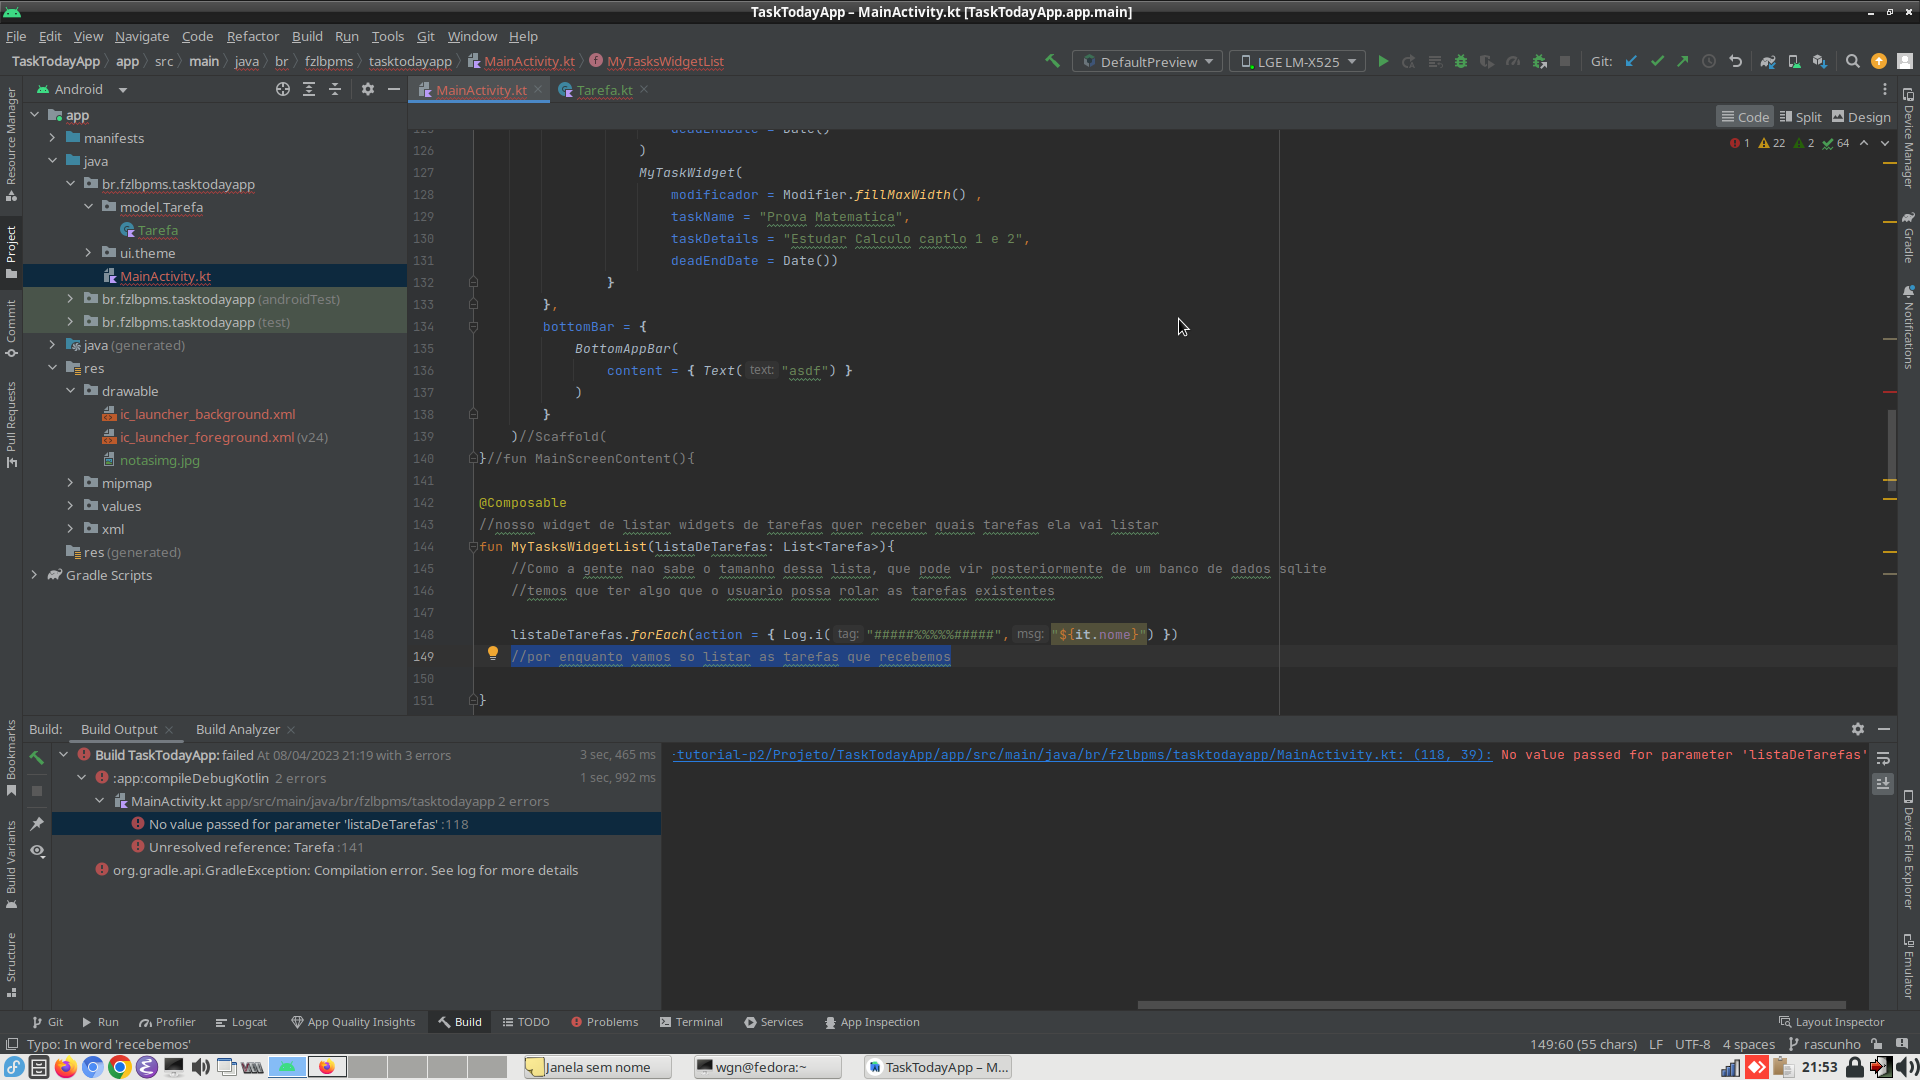 TaskTodayApp – MainActivity.kt [TaskTodayApp.app.main]
File Edit View Navigate Code Refactor Build Run Tools Git Window Help
TaskTodayApp app src main java br fzlbpms tasktodayapp MainActivity.kt MyTasksWidgetList DefaultPreview LGE LM-X525 Git:
Android
MainActivity.kt Tarefa.kt
Code Split Design
1 22 2 64
Resource Manager
Project
Commit
Pull Requests
Bookmarks
Build Variants
Structure
app
manifests
java
br.fzlbpms.tasktodayapp
model.Tarefa
Tarefa
ui.theme
MainActivity.kt
br.fzlbpms.tasktodayapp (androidTest)
br.fzlbpms.tasktodayapp (test)
java (generated)
res
drawable
ic_launcher_background.xml
ic_launcher_foreground.xml (v24)
notasimg.jpg
mipmap
values
xml
res (generated)
Gradle Scripts
125 deadEndDate = Date()
126 )
127 MyTaskWidget(
128 modificador = Modifier.fillMaxWidth() ,
129 taskName = "Prova Matematica",
130 taskDetails = "Estudar Calculo captlo 1 e 2",
131 deadEndDate = Date())
132 }
133 },
134 bottomBar = {
135 BottomAppBar(
136 content = { Text( text: "asdf") }
137 )
138 }
139 )//Scaffold(
140 }//fun MainScreenContent(){
141
142 @Composable
143 //nosso widget de listar widgets de tarefas quer receber quais tarefas ela vai listar
144 fun MyTasksWidgetList(listaDeTarefas: List<Tarefa>){
145 //Como a gente nao sabe o tamanho dessa lista, que pode vir posteriormente de um banco de dados sqlite
146 //temos que ter algo que o usuario possa rolar as tarefas existentes
147
148 listaDeTarefas.forEach(action = { Log.i( tag: "#####%%%%%#####", msg: "${it.nome}") })
149 //por enquanto vamos so listar as tarefas que recebemos
150
151 }
Device Manager
Gradle
Notifications
Device File Explorer
Emulator
Build: Build Output Build Analyzer
Build TaskTodayApp: failed At 08/04/2023 21:19 with 3 errors 3 sec, 465 ms
:app:compileDebugKotlin 2 errors 1 sec, 992 ms
MainActivity.kt app/src/main/java/br/fzlbpms/tasktodayapp 2 errors
No value passed for parameter 'listaDeTarefas' :118
Unresolved reference: Tarefa :141
org.gradle.api.GradleException: Compilation error. See log for more details
-tutorial-p2/Projeto/TaskTodayApp/app/src/main/java/br/fzlbpms/tasktodayapp/MainActivity.kt: (118, 39): No value passed for parameter 'listaDeTarefas'
Git Run Profiler Logcat App Quality Insights Build TODO Problems Terminal Services App Inspection Layout Inspector
Typo: In word 'recebemos' 149:60 (55 chars) LF UTF-8 4 spaces rascunho
Janela sem nome wgn@fedora:~ TaskTodayApp – M... 21:53